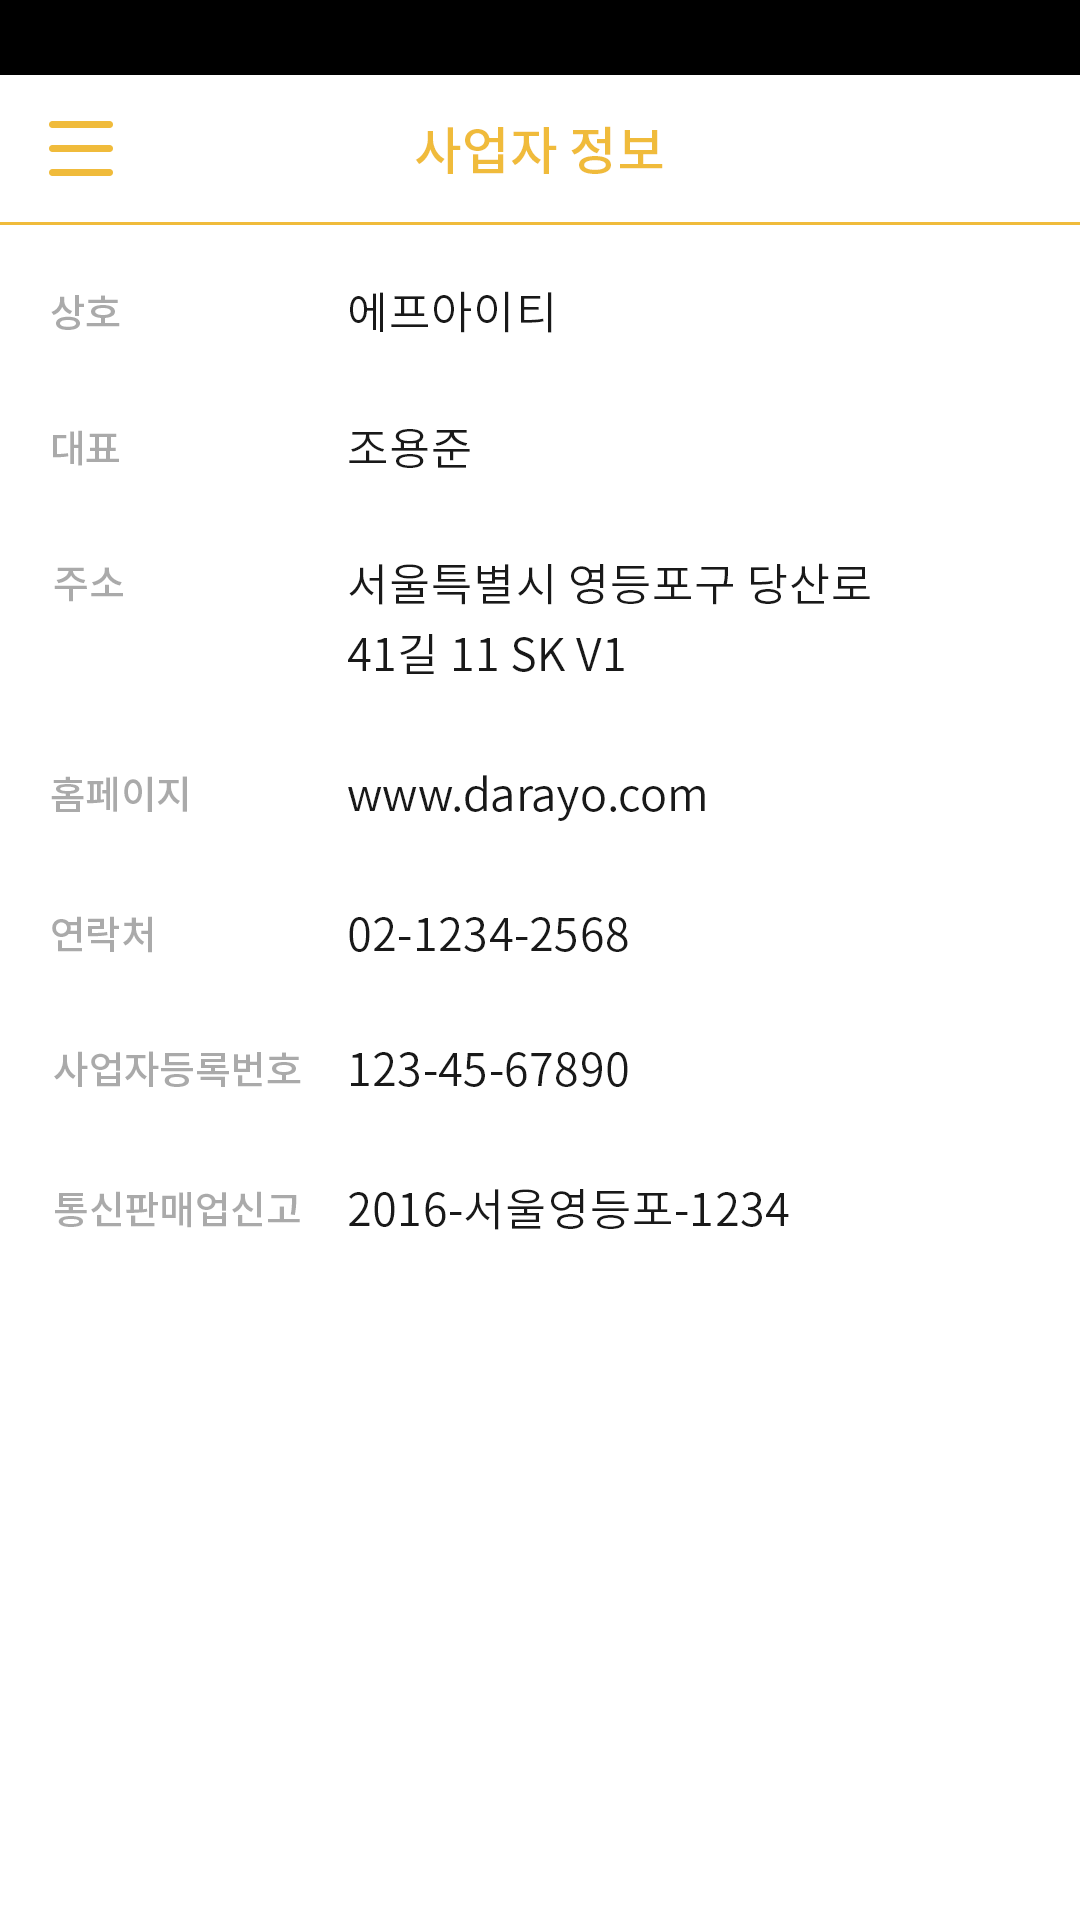 사업자 정보
상호 에프아이티
대표 조용준
주소 서울특별시 영등포구 당산로
41길 11 SK V1
홈페이지 www.darayo.com
연락처 02-1234-2568
사업자등록번호 123-45-67890
통신판매업신고 2016-서울영등포-1234